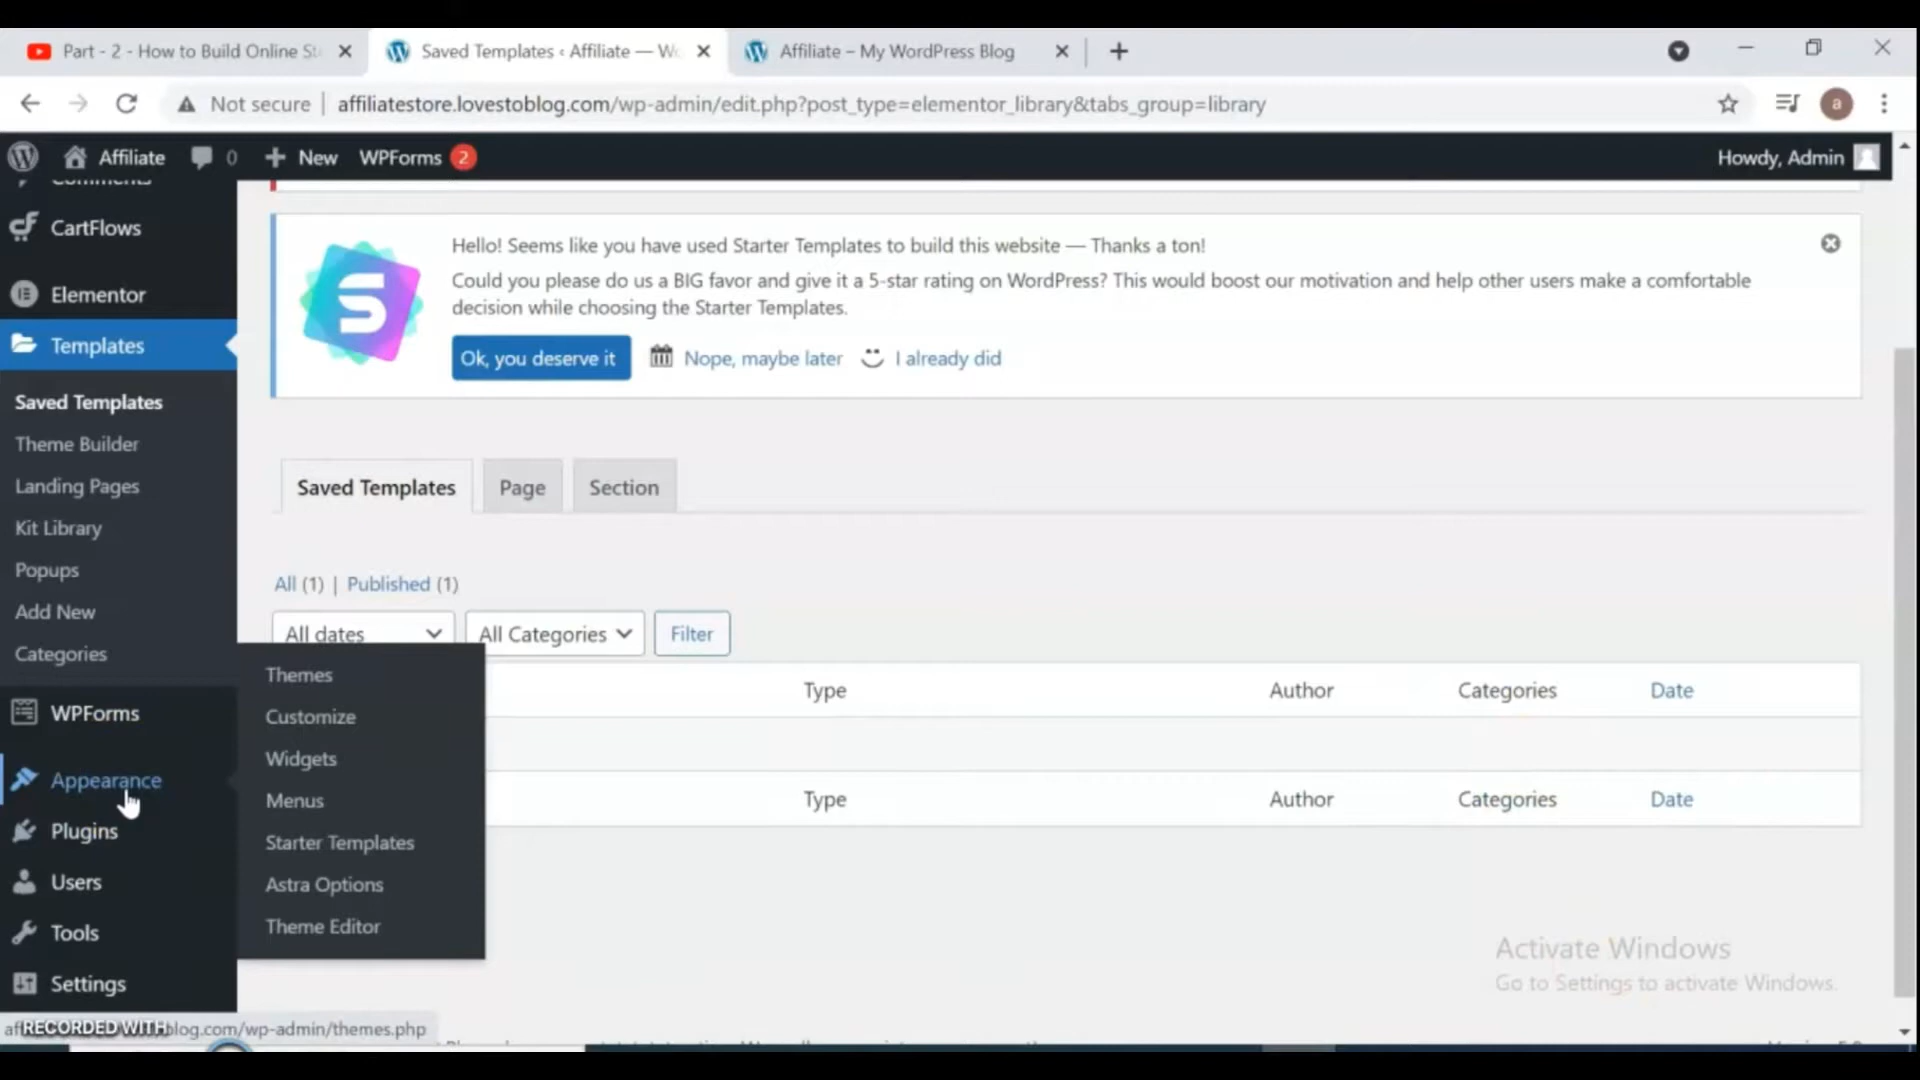 Part - 2 - How to Build Online St
Saved Templates ‹ Affiliate — Wo
Affiliate – My WordPress Blog
Not secure
affiliatestore.lovestoblog.com/wp-admin/edit.php?post_type=elementor_library&tabs_group=library
a
Affiliate
0
New
WPForms 2
Howdy, Admin
Comments
CartFlows
Elementor
Templates
Saved Templates
Theme Builder
Landing Pages
Kit Library
Popups
Add New
Categories
WPForms
Appearance
Plugins
Users
Tools
Settings
Hello! Seems like you have used Starter Templates to build this website — Thanks a ton!
Could you please do us a BIG favor and give it a 5-star rating on WordPress? This would boost our motivation and help other users make a comfortable
decision while choosing the Starter Templates.
Ok, you deserve it
Nope, maybe later
I already did
Saved Templates
Page
Section
All (1) | Published (1)
All dates
All Categories
Filter
Themes
Customize
Widgets
Menus
Starter Templates
Astra Options
Theme Editor
Type
Author
Categories
Date
Type
Author
Categories
Date
Activate Windows
Go to Settings to activate Windows.
RECORDED WITH
blog.com/wp-admin/themes.php